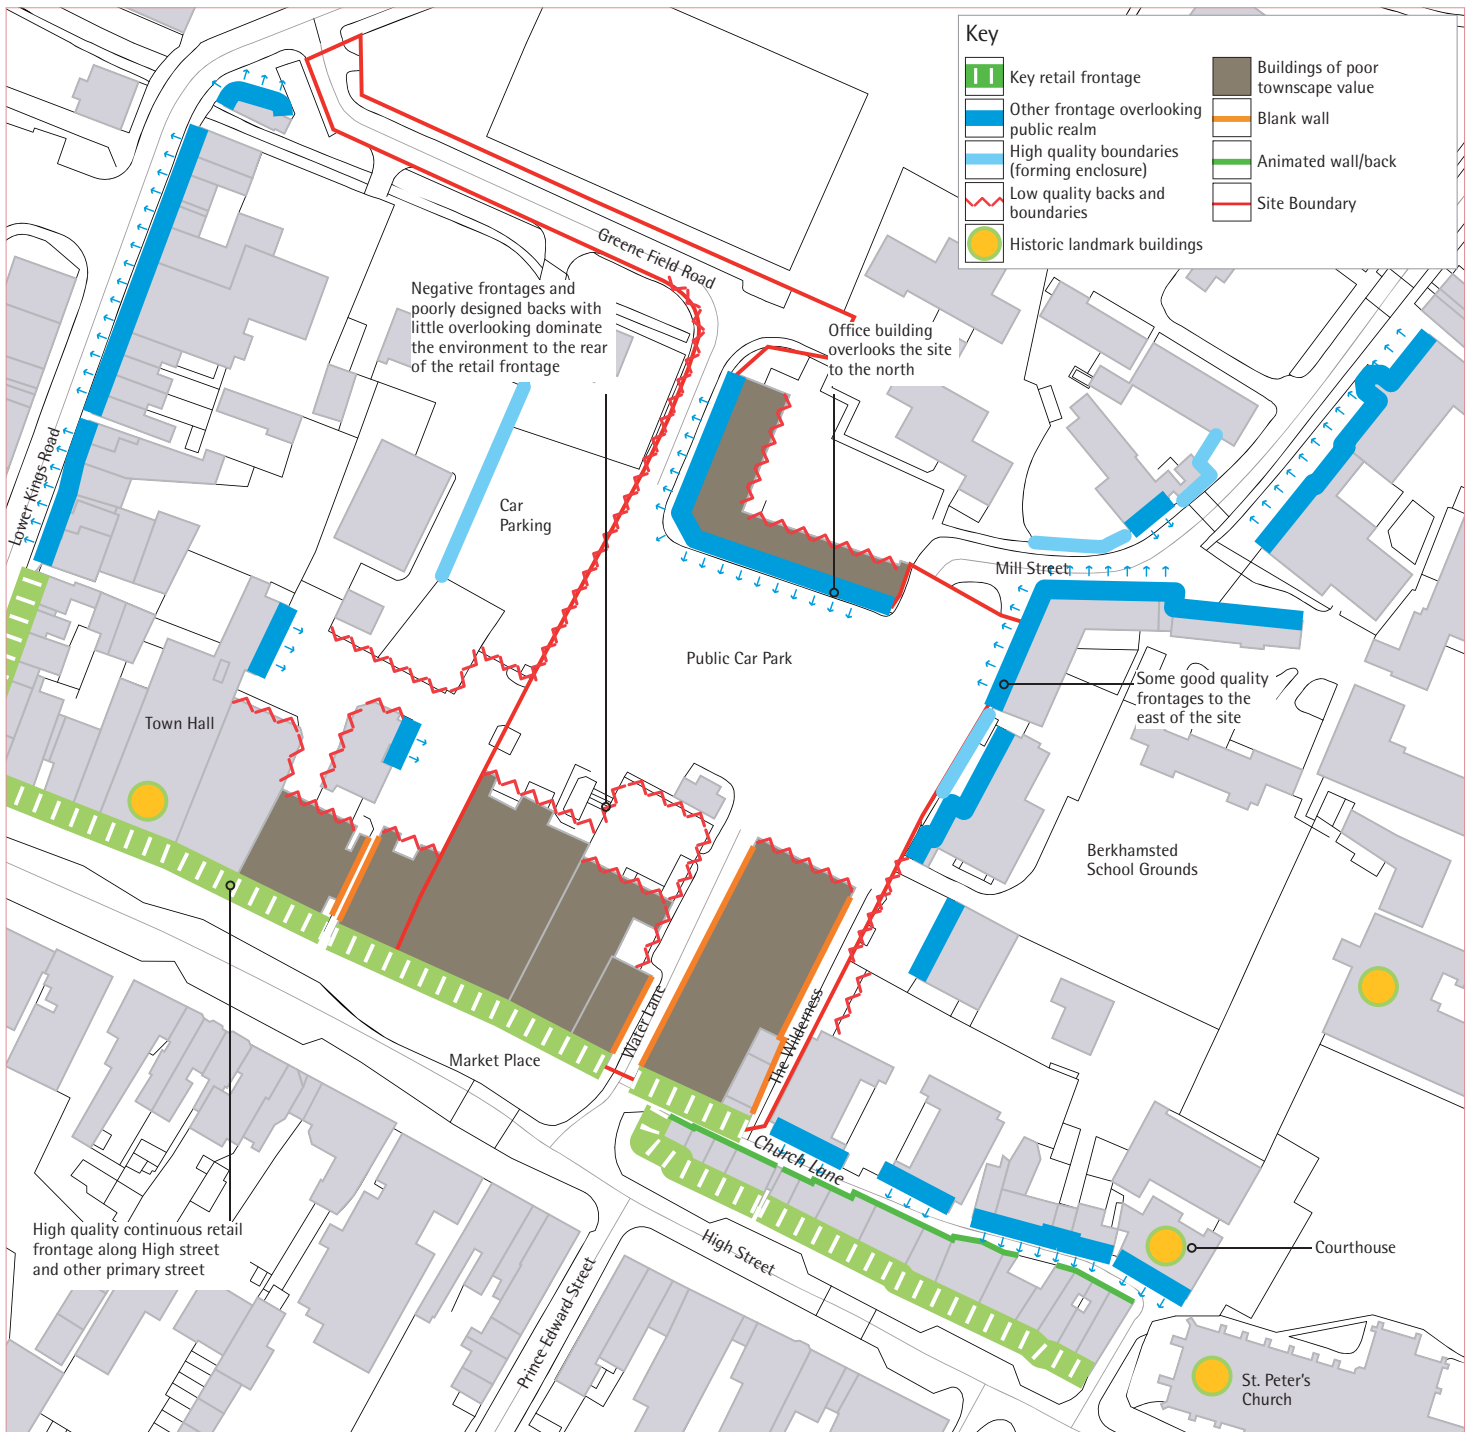 Key
Key retail frontage
Other frontage overlooking
public realm
High quality boundaries
(forming enclosure)
Low quality backs and
boundaries
Historic landmark buildings
Buildings of poor
townscape value
Blank wall
Animated wall/back
Site Boundary
Greene Field Road
Negative frontages and
poorly designed backs with
little overlooking dominate
the environment to the rear
of the retail frontage
Office building
overlooks the site
to the north
Lower Kings Road
Car
Parking
Mill Street
Public Car Park
Some good quality
frontages to the
east of the site
Town Hall
Berkhamsted
School Grounds
Water Lane
The Wilderness
Market Place
Church Lane
High quality continuous retail
frontage along High street
and other primary street
High Street
Prince Edward Street
Courthouse
St. Peter's
Church